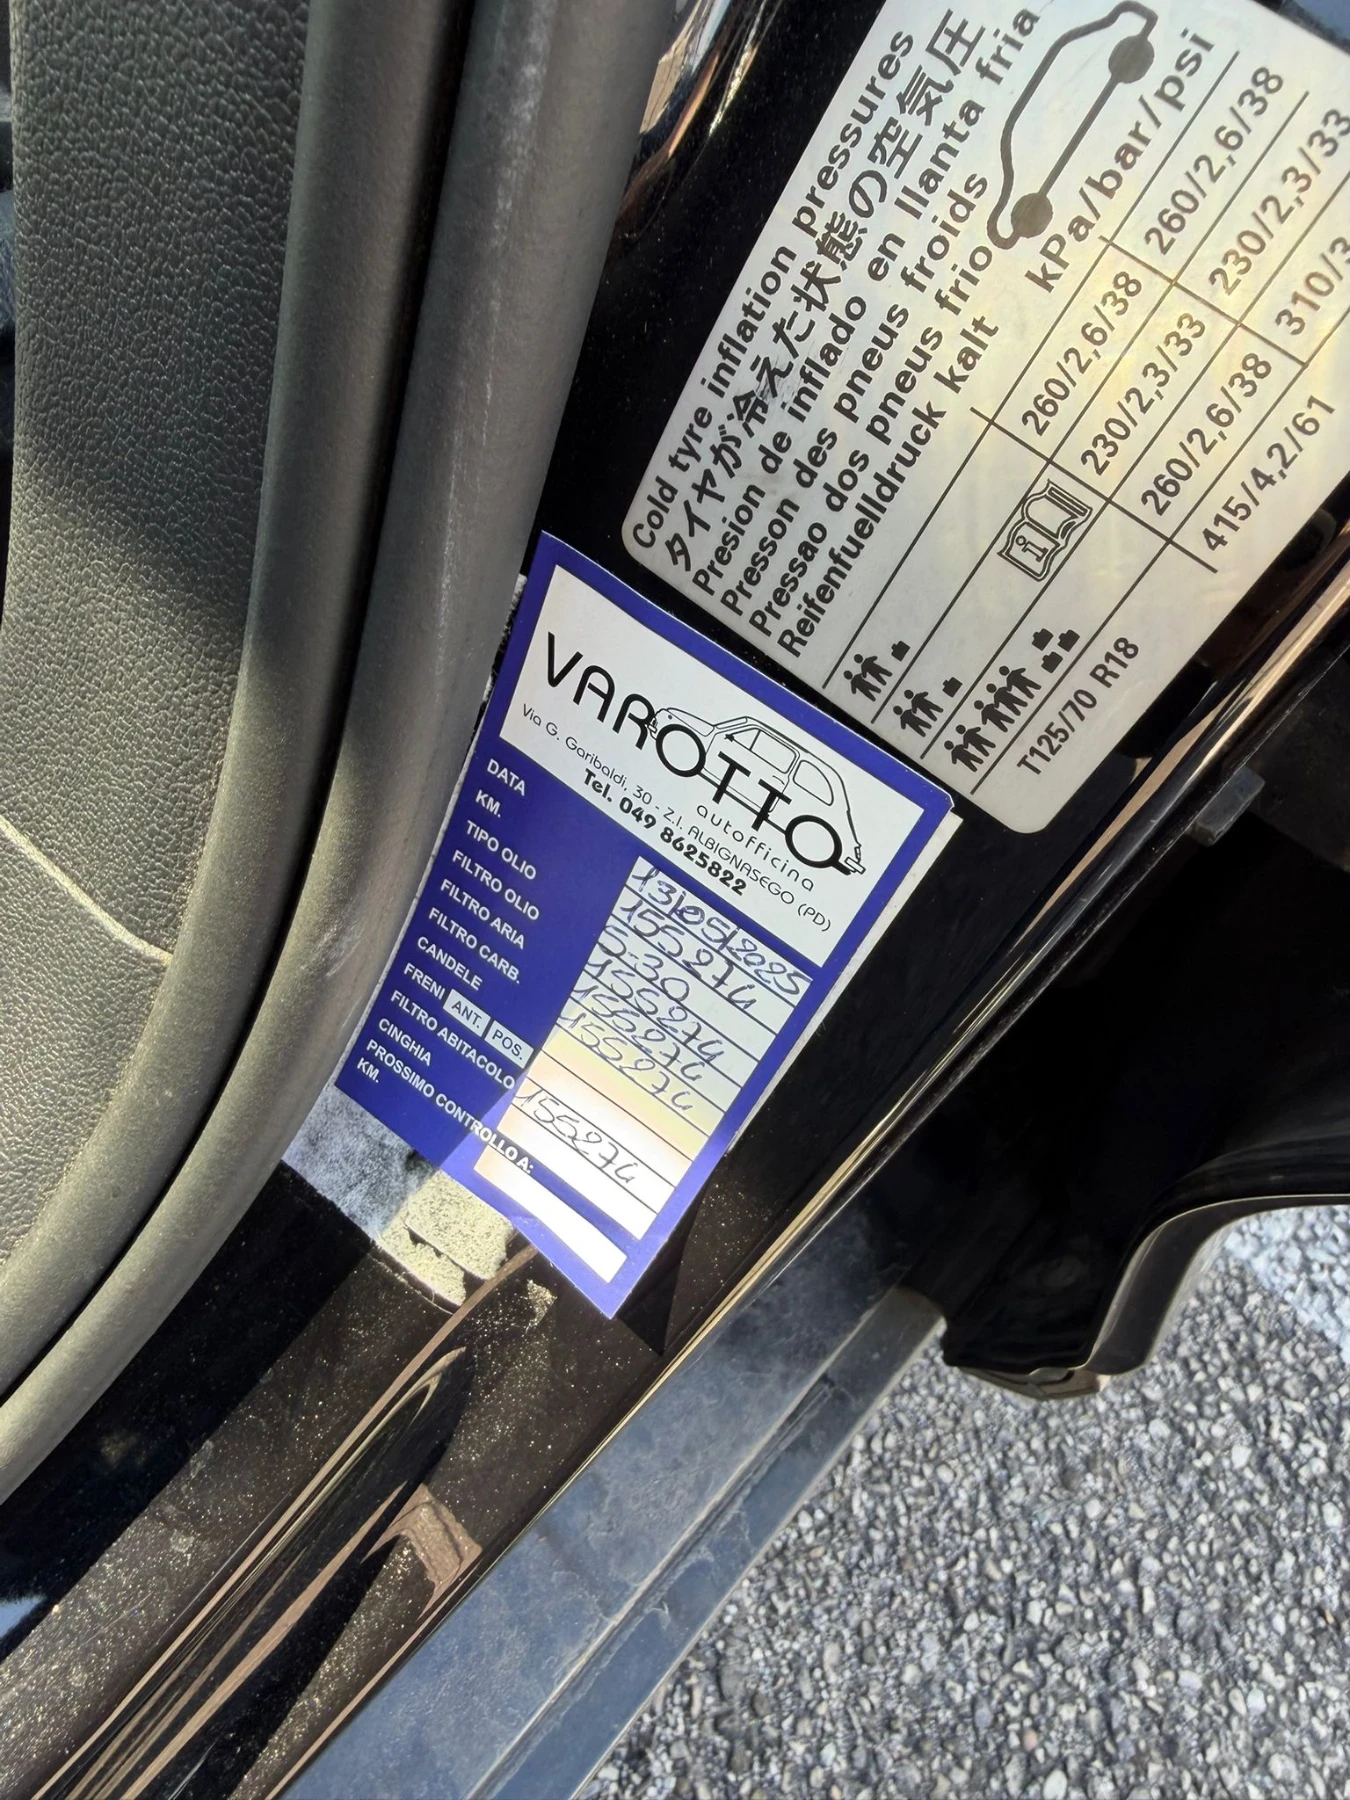 Cold tyre inflation pressures
タイヤが冷えた状態の空気圧
Presion de inflado en llanta fria
Presson des pneus froids
Pressao dos pneus frio
Reifenfuelldruck kalt
kPa/bar/psi
260/2,6/38 260/2,6/38
230/2,3/33 230/2,3/33
260/2,6/38 310/3
T125/70 R18 415/4,2/61
VAROTTO
autofficina
Via G. Garibaldi, 30 - Z.I. ALBIGNASEGO (PD)
Tel. 049 8625822
DATA 13/05/2025
KM. 155274
TIPO OLIO 5-30
FILTRO OLIO 155274
FILTRO ARIA 155274
FILTRO CARB. 155274
CANDELE
FRENI ANT. POS.
FILTRO ABITACOLO 155274
CINGHIA
PROSSIMO CONTROLLO A:
KM.